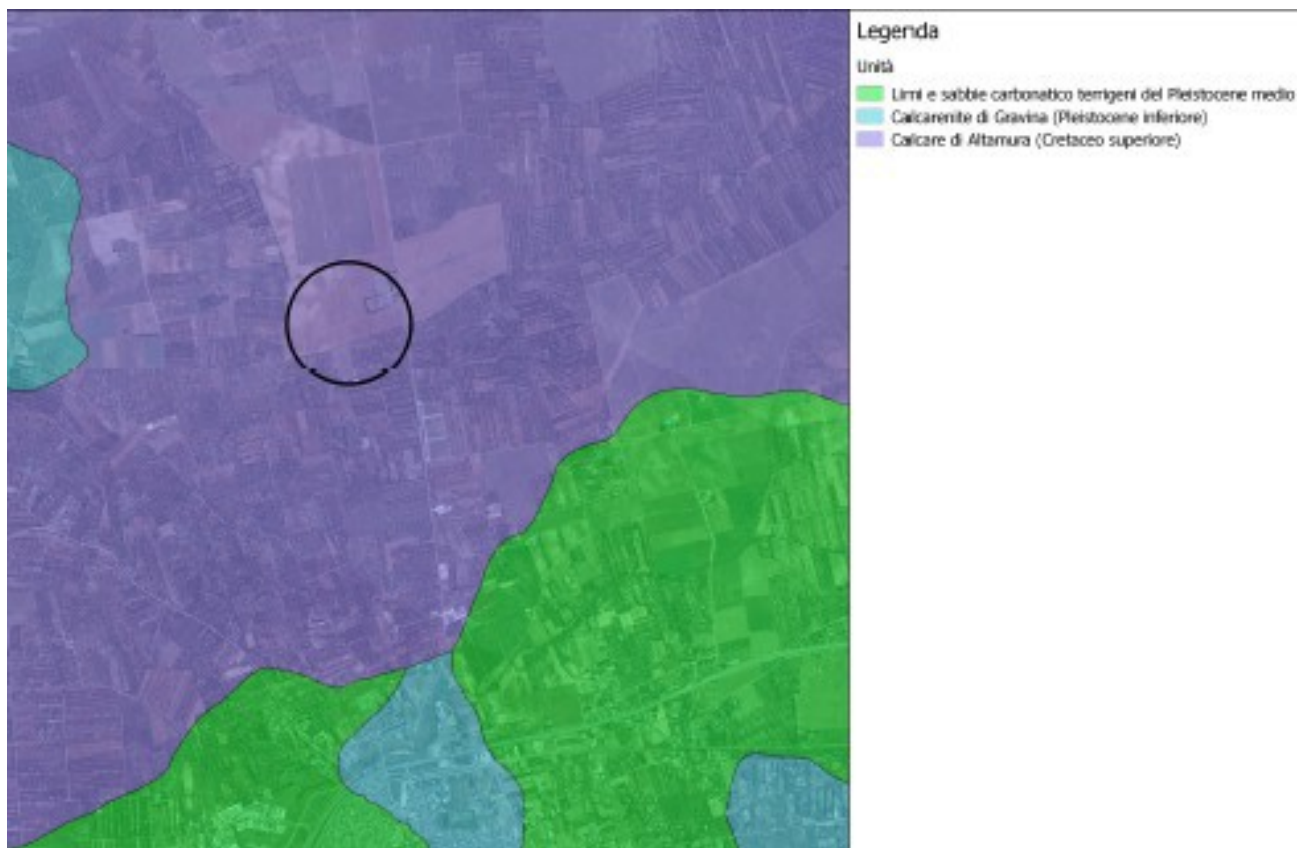 Legenda
Unità
Limi e sabbie carbonatico terrigeni del Pleistocene medio
Calcarenite di Gravina (Pleistocene inferiore)
Calcare di Altamura (Cretaceo superiore)